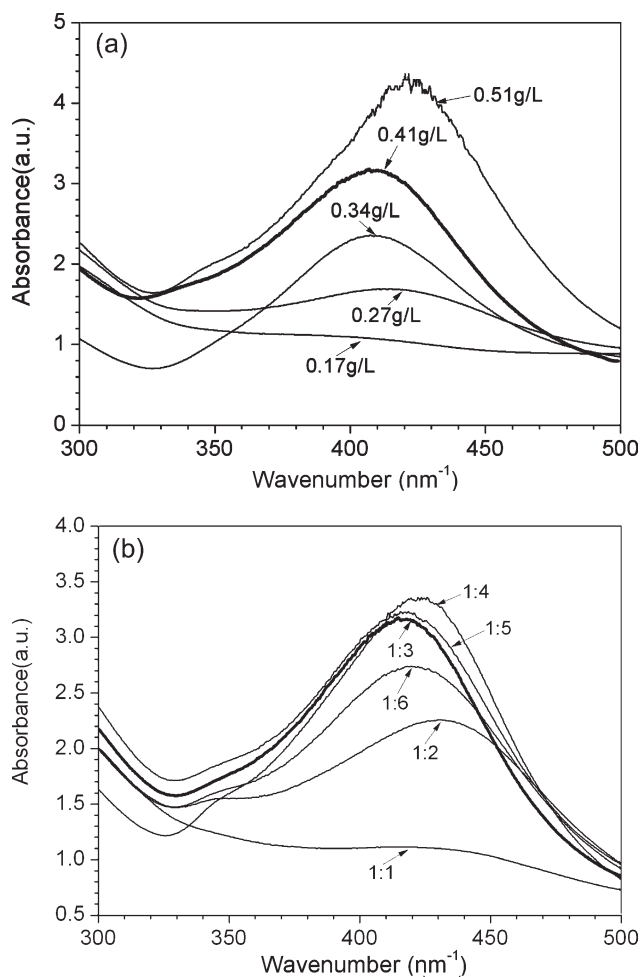 (a)
5
4
3
2
1
0
Absorbance(a.u.)
0.51g/L
0.41g/L
0.34g/L
0.27g/L
0.17g/L
300 350 400 450 500
Wavenumber (nm⁻¹)
(b)
4.0
3.5
3.0
2.5
2.0
1.5
1.0
0.5
Absorbance(a.u.)
1:4
1:5
1:3
1:6
1:2
1:1
300 350 400 450 500
Wavenumber (nm⁻¹)